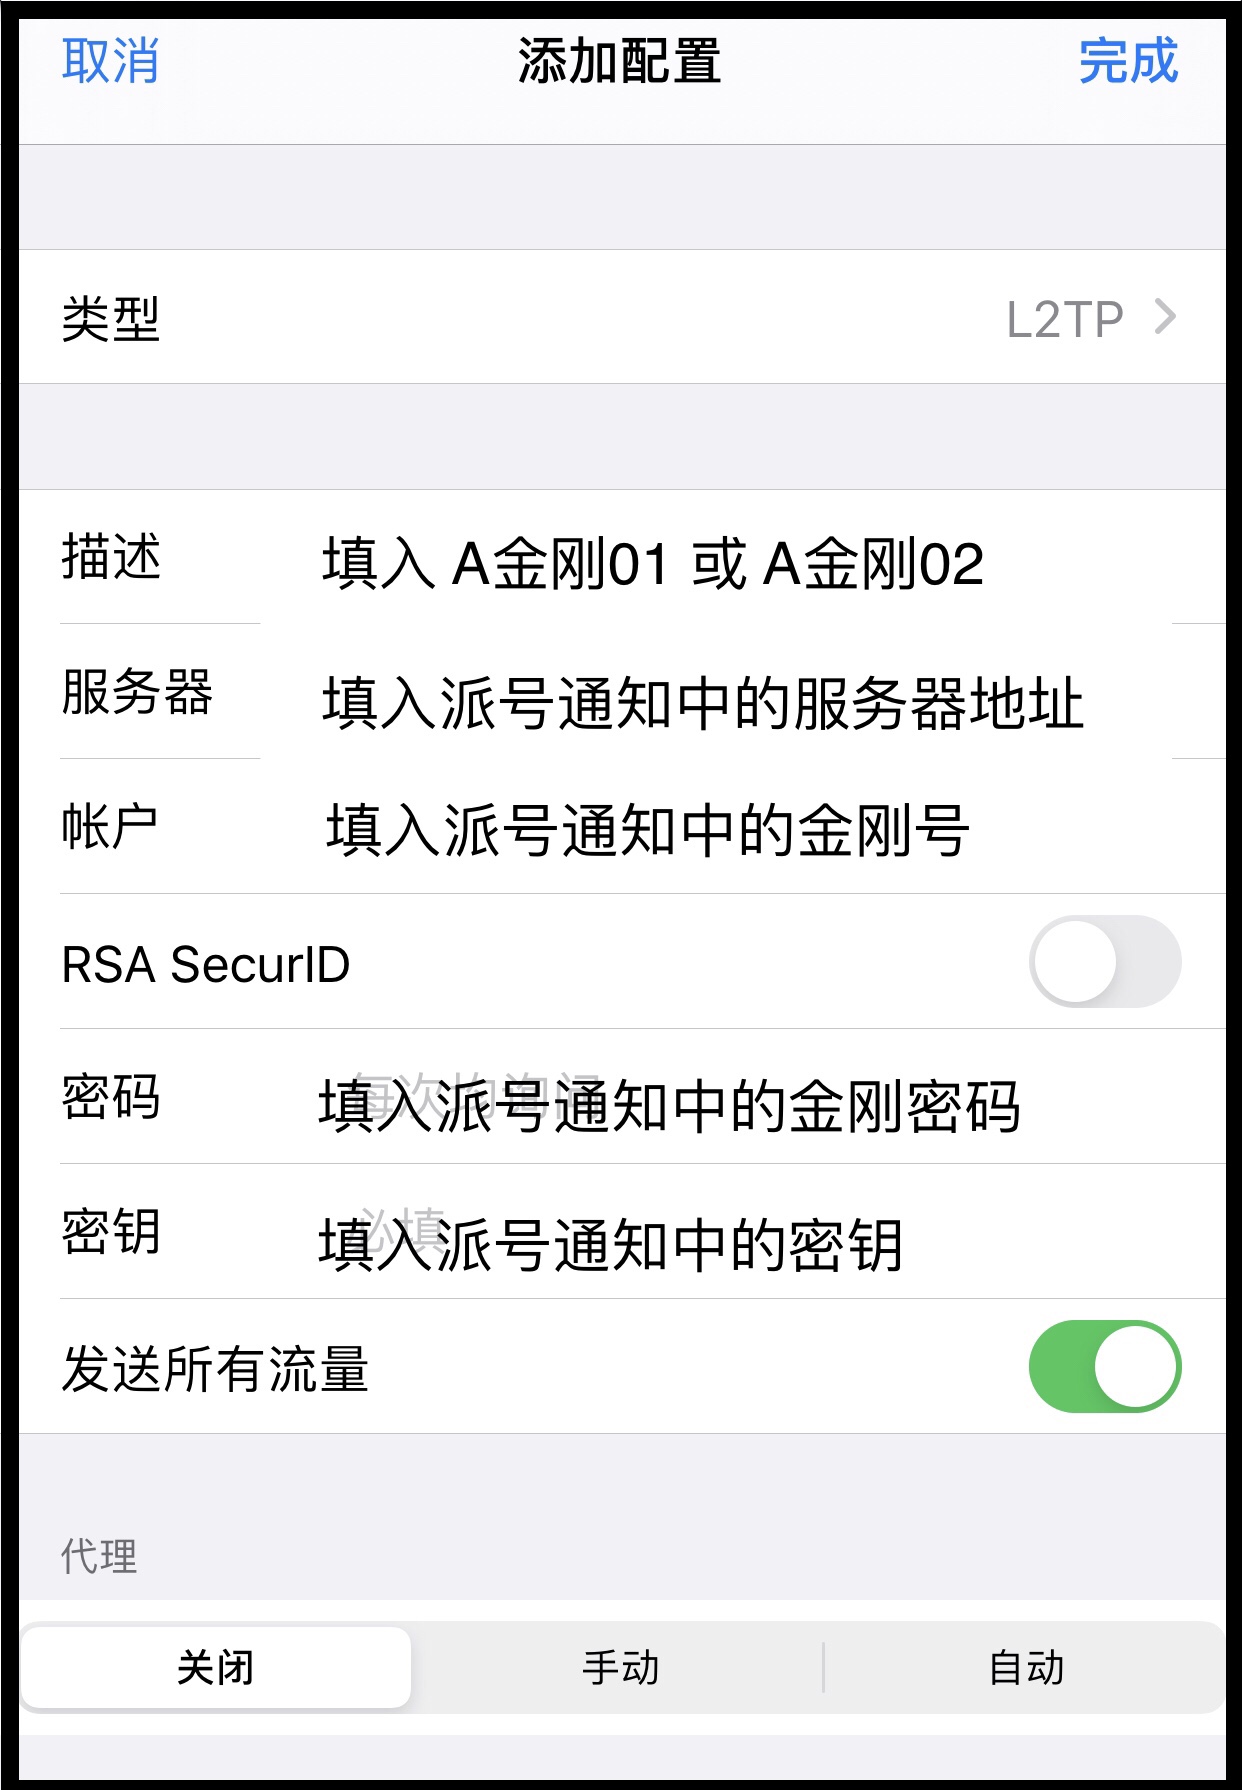 取消 添加配置 完成
类型 L2TP
描述 填入 A金刚01 或 A金刚02
服务器 填入派号通知中的服务器地址
帐户 填入派号通知中的金刚号
RSA SecurID
密码 每次均询问 填入派号通知中的金刚密码
密钥 必填 填入派号通知中的密钥
发送所有流量
代理
关闭 手动 自动